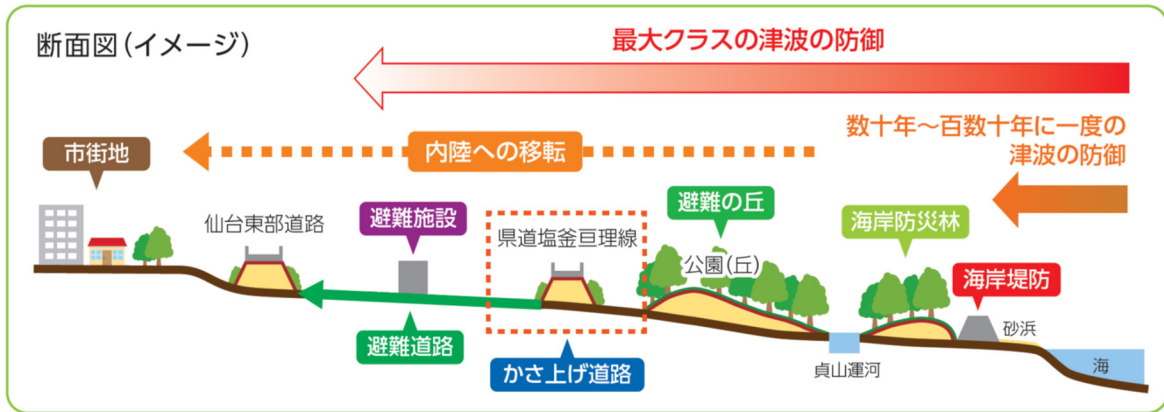 断面図(イメージ)
最大クラスの津波の防御
数十年～百数十年に一度の
津波の防御
内陸への移転
市街地
仙台東部道路
避難施設
県道塩釜亘理線
避難の丘
公園(丘)
海岸防災林
海岸堤防
砂浜
海
貞山運河
避難道路
かさ上げ道路